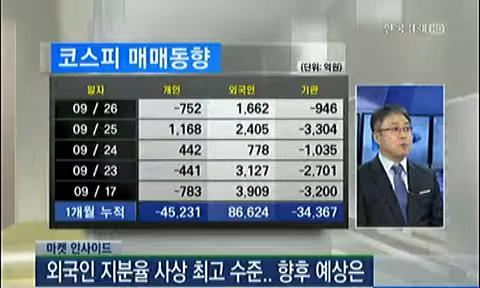 한국경제 HD
코스피 매매동향
(단위: 억원)
일자 개인 외국인 기관
09 / 26 -752 1,662 -946
09 / 25 1,168 2,405 -3,304
09 / 24 442 778 -1,035
09 / 23 -441 3,127 -2,701
09 / 17 -783 3,909 -3,200
1개월 누적 -45,231 86,624 -34,367
마켓 인사이드
외국인 지분율 사상 최고 수준.. 향후 예상은